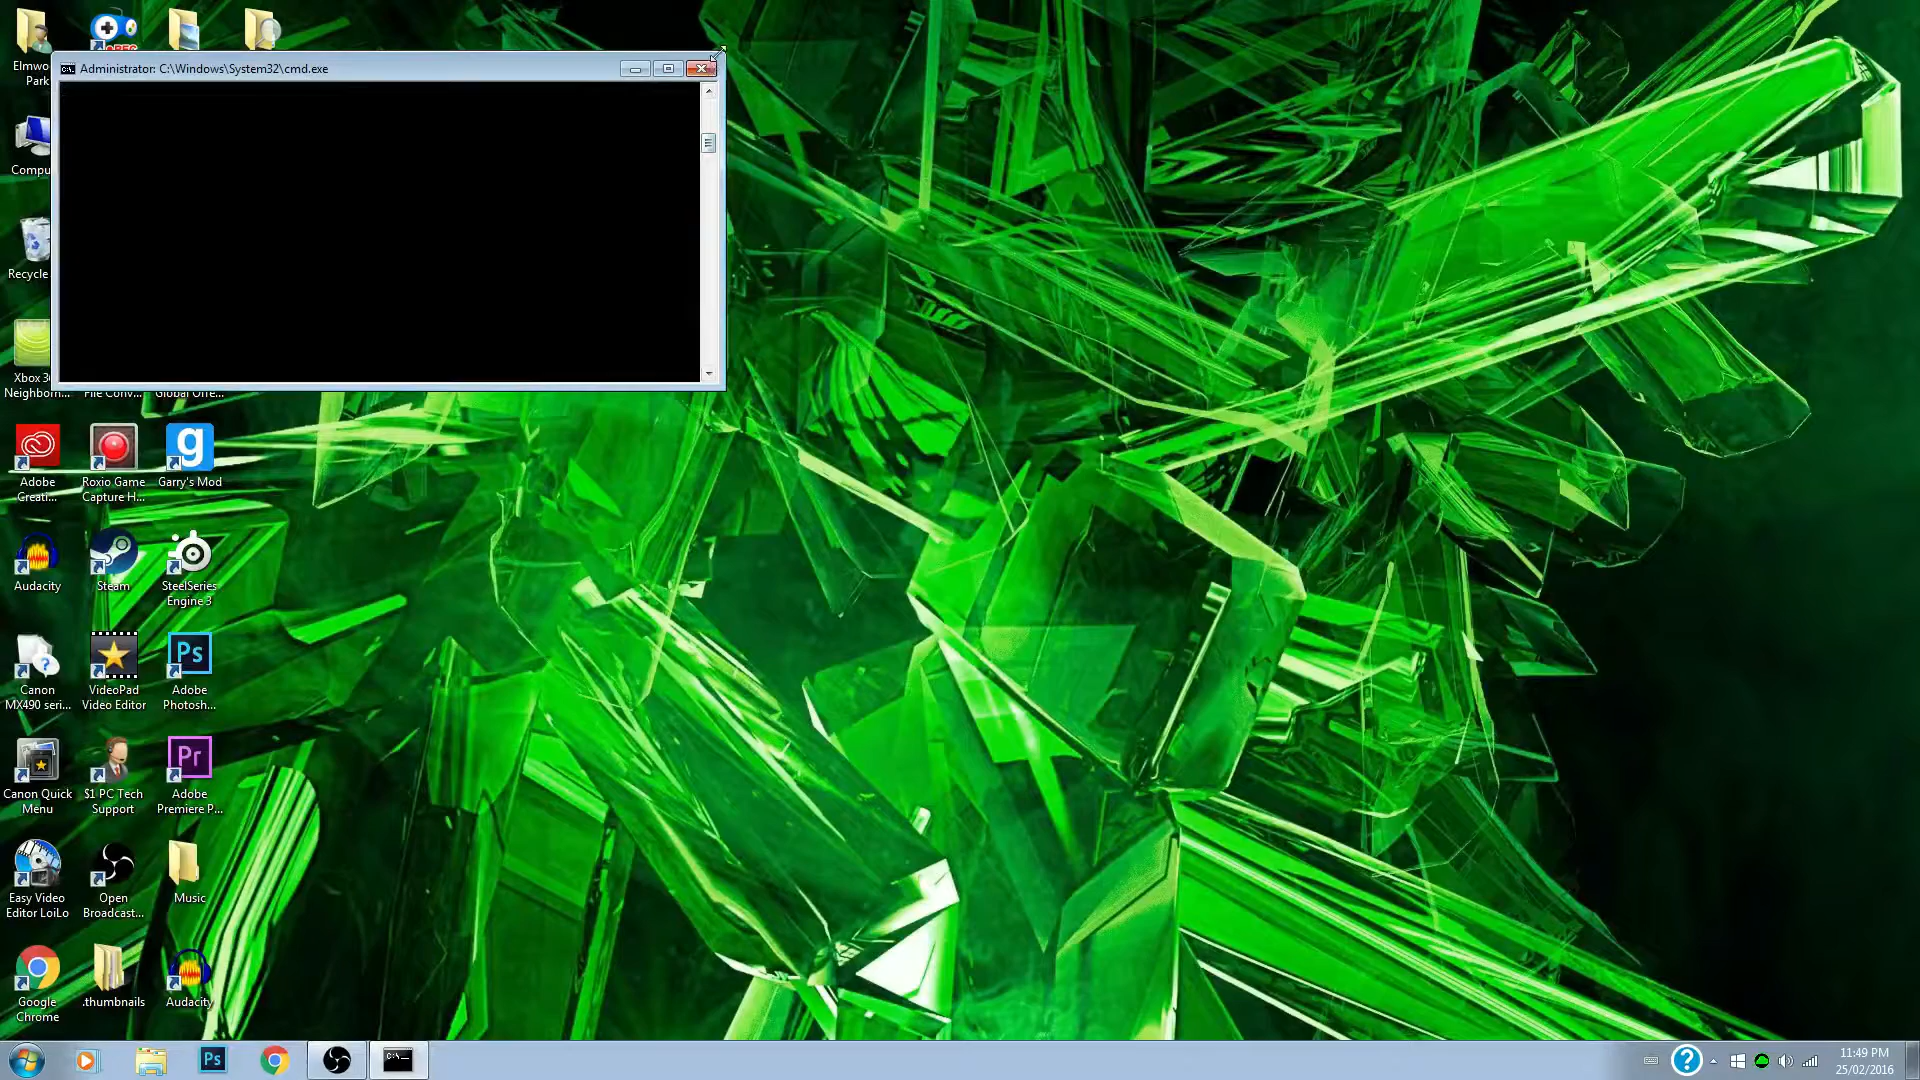 Administrator: C:\Windows\System32\cmd.exe
REC
Elmwo
Park
Compu
Recycle
Xbox 3
Neighborn...
File Conv...
Global Offe...
Adobe
Creati...
Roxio Game
Capture H...
Garry's Mod
Audacity
Steam
SteelSeries
Engine 3
Canon
MX490 seri...
VideoPad
Video Editor
Adobe
Photosh...
Canon Quick
Menu
$1 PC Tech
Support
Adobe
Premiere P...
Easy Video
Editor LoiLo
Open
Broadcast...
Music
Google
Chrome
.thumbnails
Audacity
11:49 PM
25/02/2016